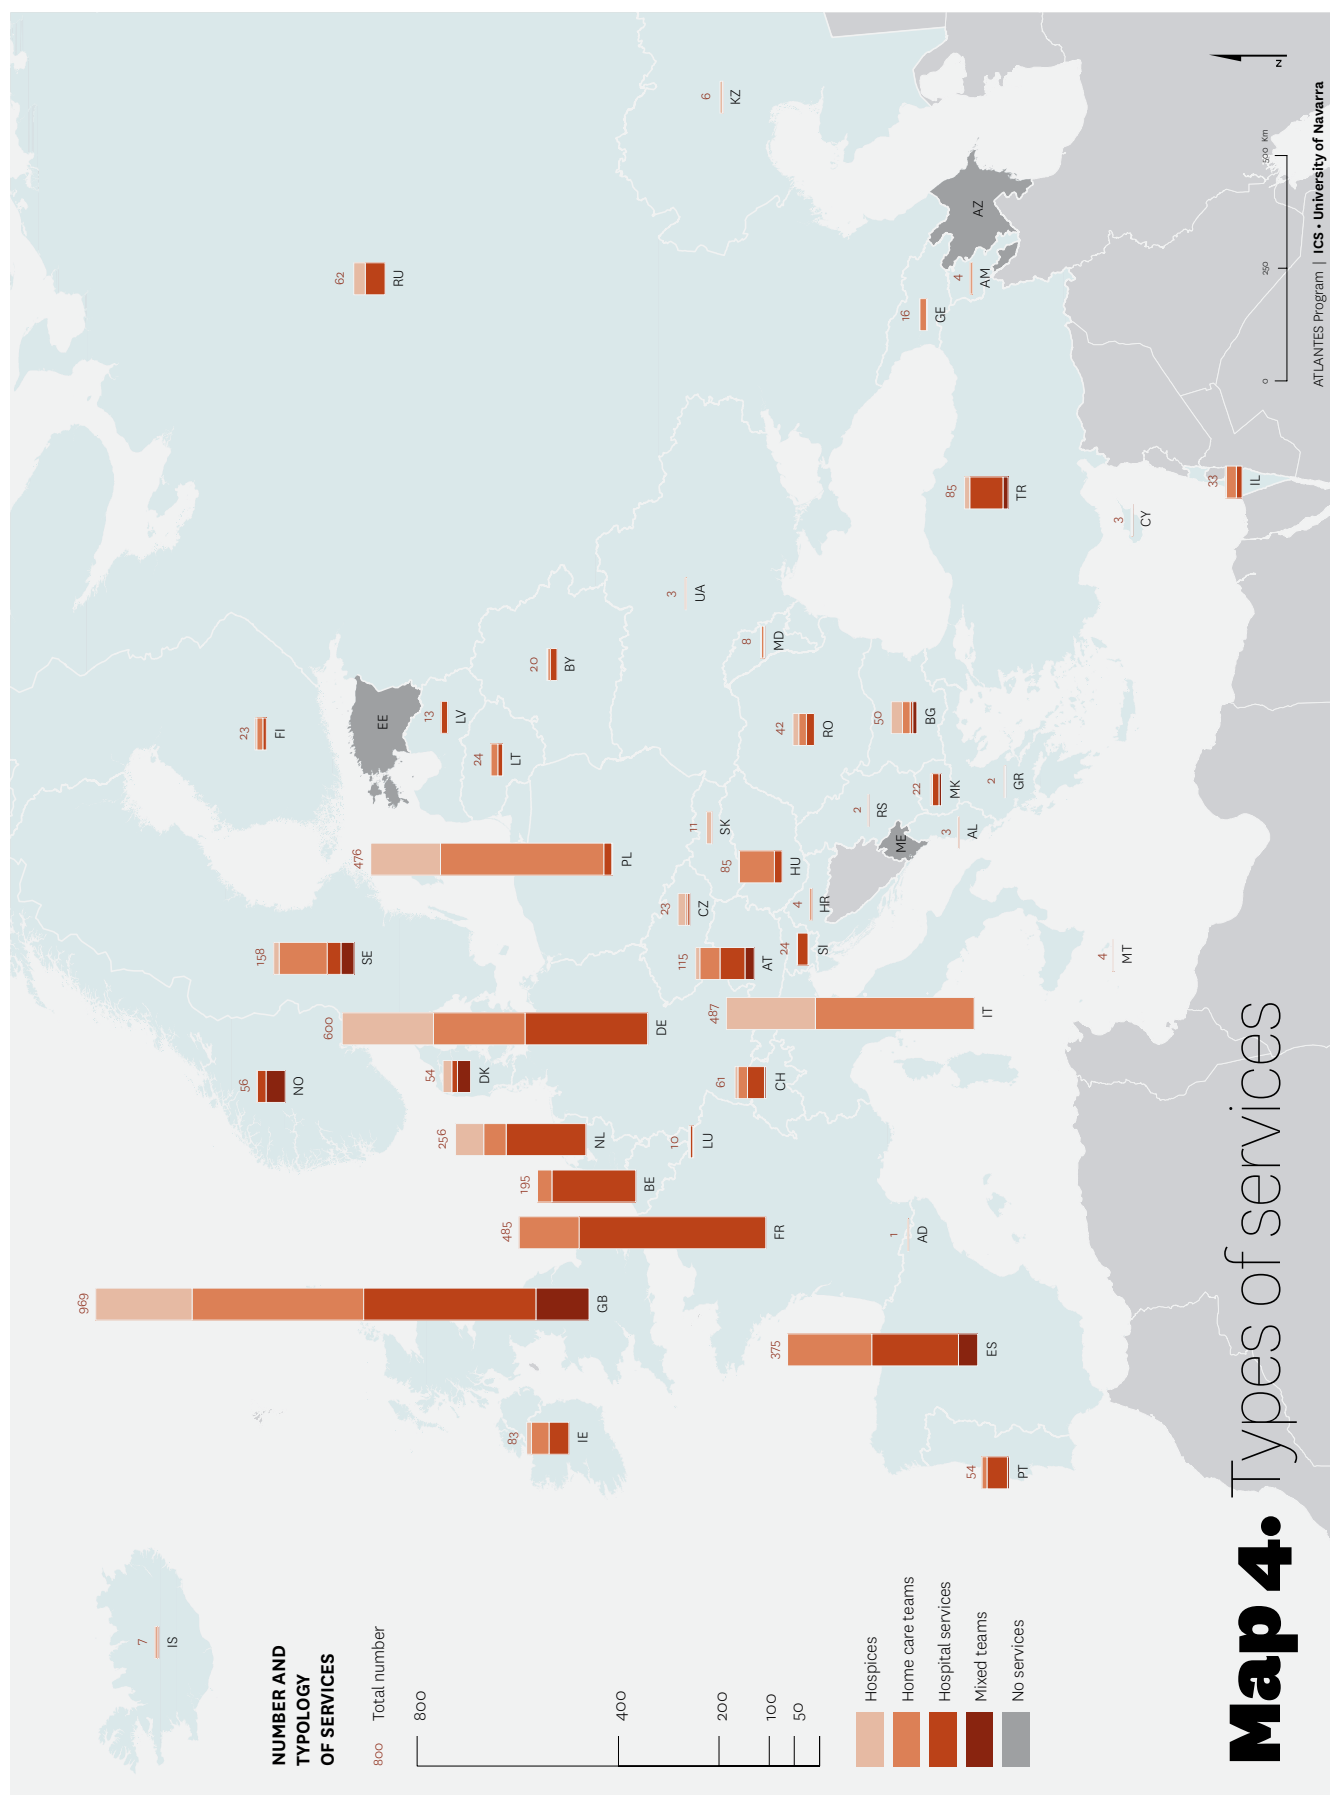 Map 4. Types of services
NUMBER AND
TYPOLOGY
OF SERVICES
800 Total number
800
400
200
100
50
Hospices
Home care teams
Hospital services
Mixed teams
No services
7
IS
969
GB
83
IE
54
PT
375
ES
1
AD
485
FR
195
BE
256
NL
10
LU
56
NO
54
DK
600
DE
61
CH
487
IT
158
SE
115
AT
24
SI
4
MT
23
CZ
4
HR
476
PL
85
HU
11
SK
2
RS
ME
3
AL
22
MK
2
GR
23
FI
EE
13
LV
24
LT
20
BY
42
RO
50
BG
8
MD
3
UA
85
TR
3
CY
33
IL
62
RU
16
GE
4
AM
AZ
6
KZ
0
250
500 Km
N
ATLANTES Program | ICS • University of Navarra